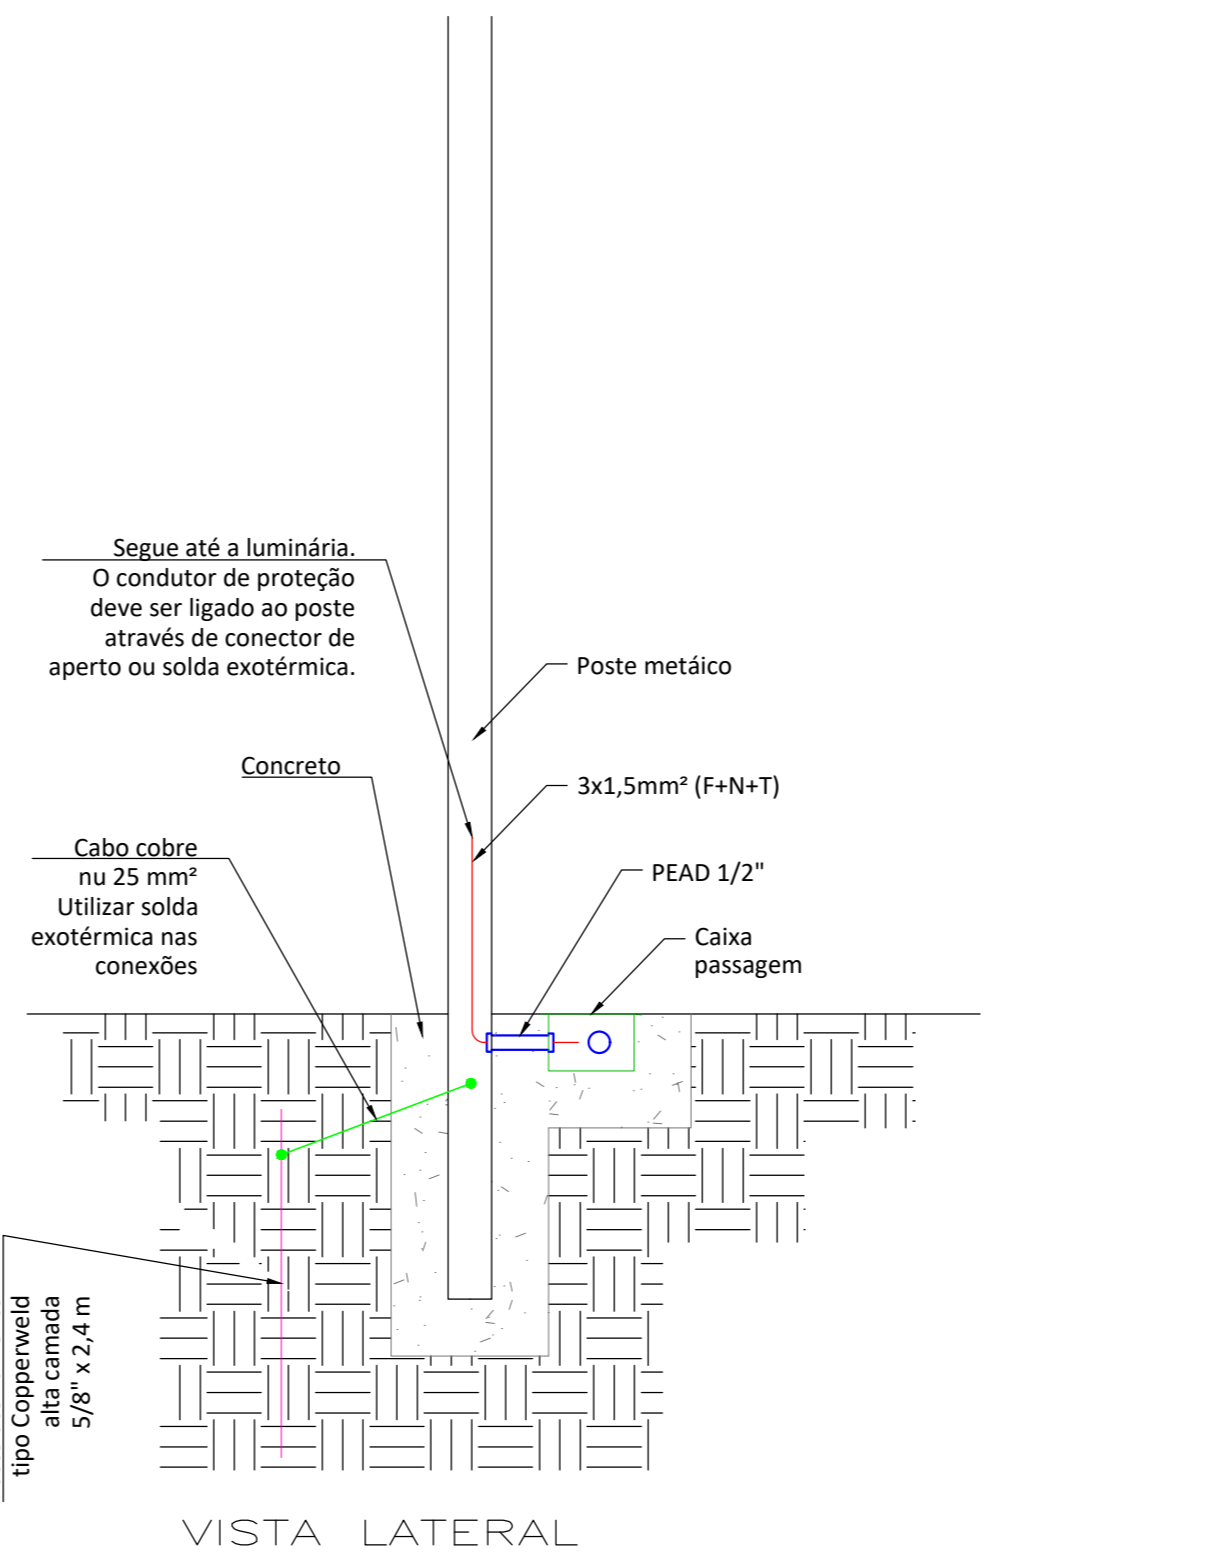 Segue até a luminária.
O condutor de proteção
deve ser ligado ao poste
através de conector de
aperto ou solda exotérmica.
Poste metáico
Concreto
3x1,5mm² (F+N+T)
Cabo cobre
nu 25 mm²
Utilizar solda
exotérmica nas
conexões
PEAD 1/2"
Caixa
passagem
tipo Copperweld
alta camada
5/8" x 2,4 m
VISTA LATERAL